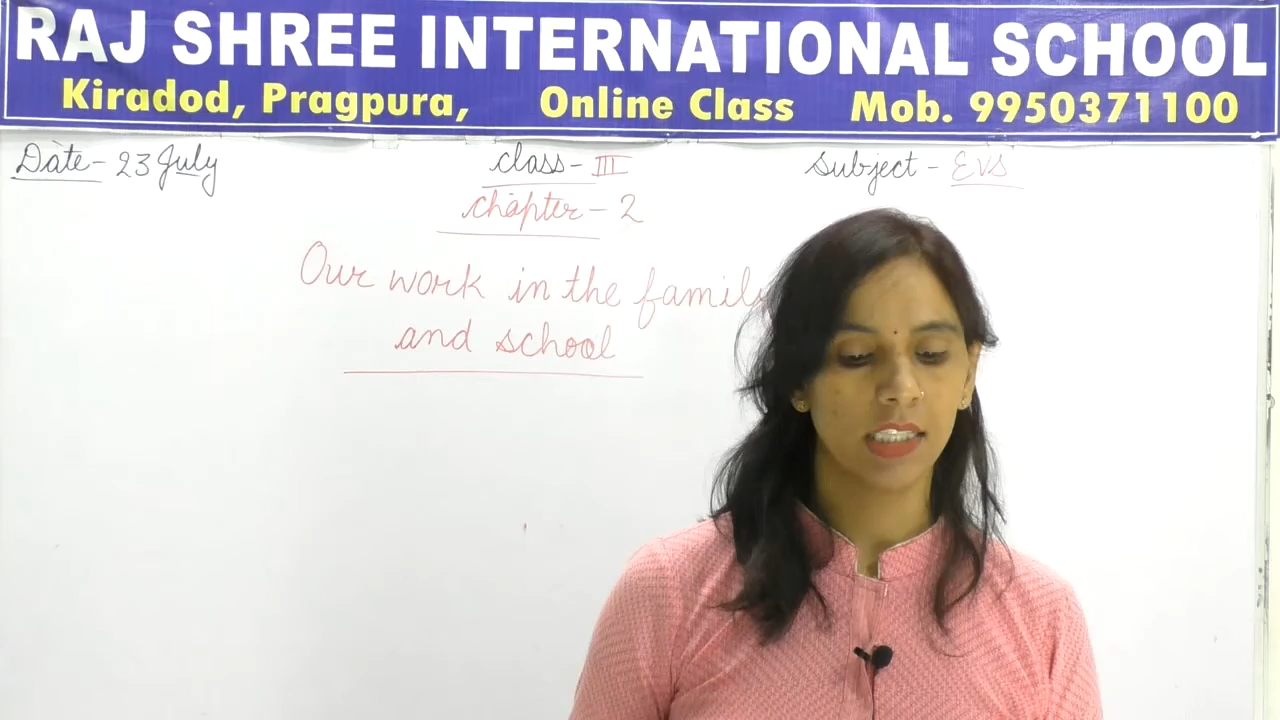 RAJ SHREE INTERNATIONAL SCHOOL
Kiradod, Pragpura, Online Class Mob. 9950371100
Date - 23 July class - III Subject - EVS
chapter - 2
Our work in the family
and school